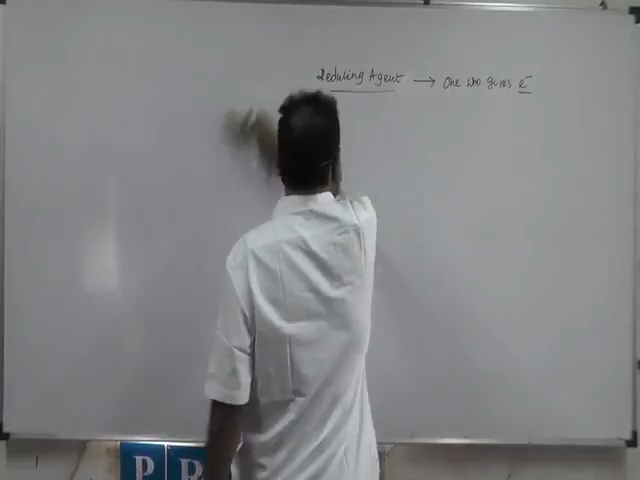 Reducing Agent → One who gives e⁻
P R